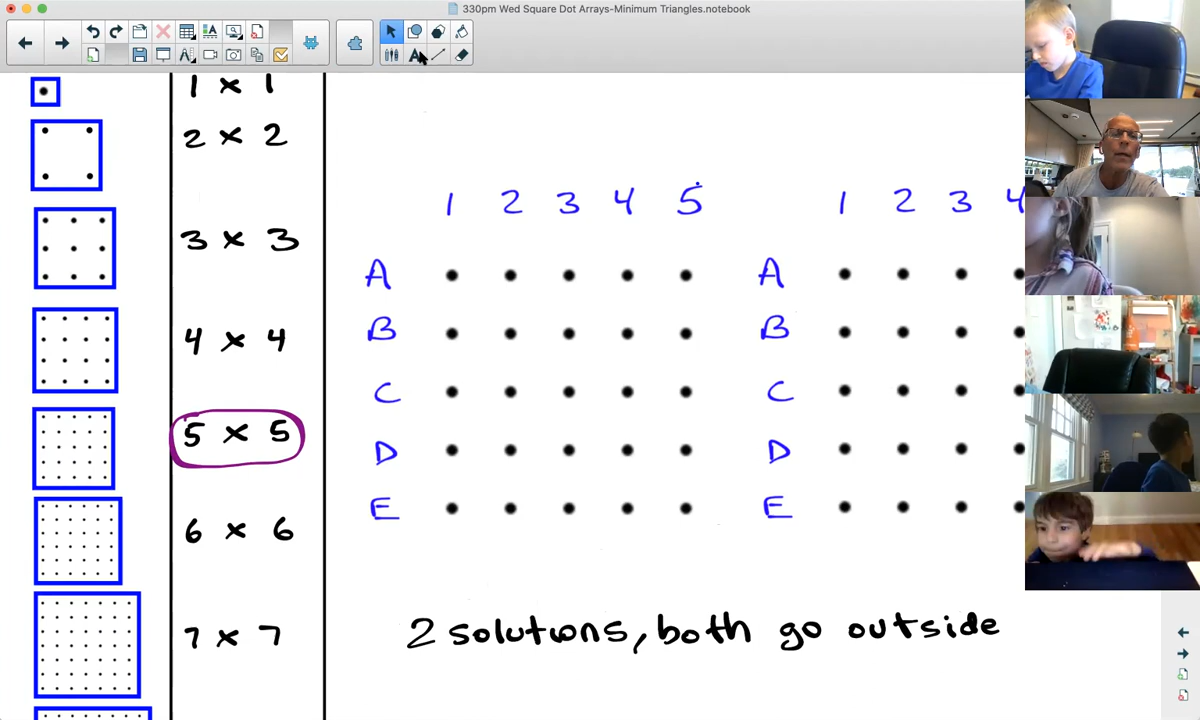 330pm Wed Square Dot Arrays-Minimum Triangles.notebook
1 × 1
2 × 2
3 × 3
4 × 4
5 × 5
6 × 6
7 × 7
1 2 3 4 5
A
B
C
D
E
1 2 3 4
A
B
C
D
E
2 solutions, both go outside